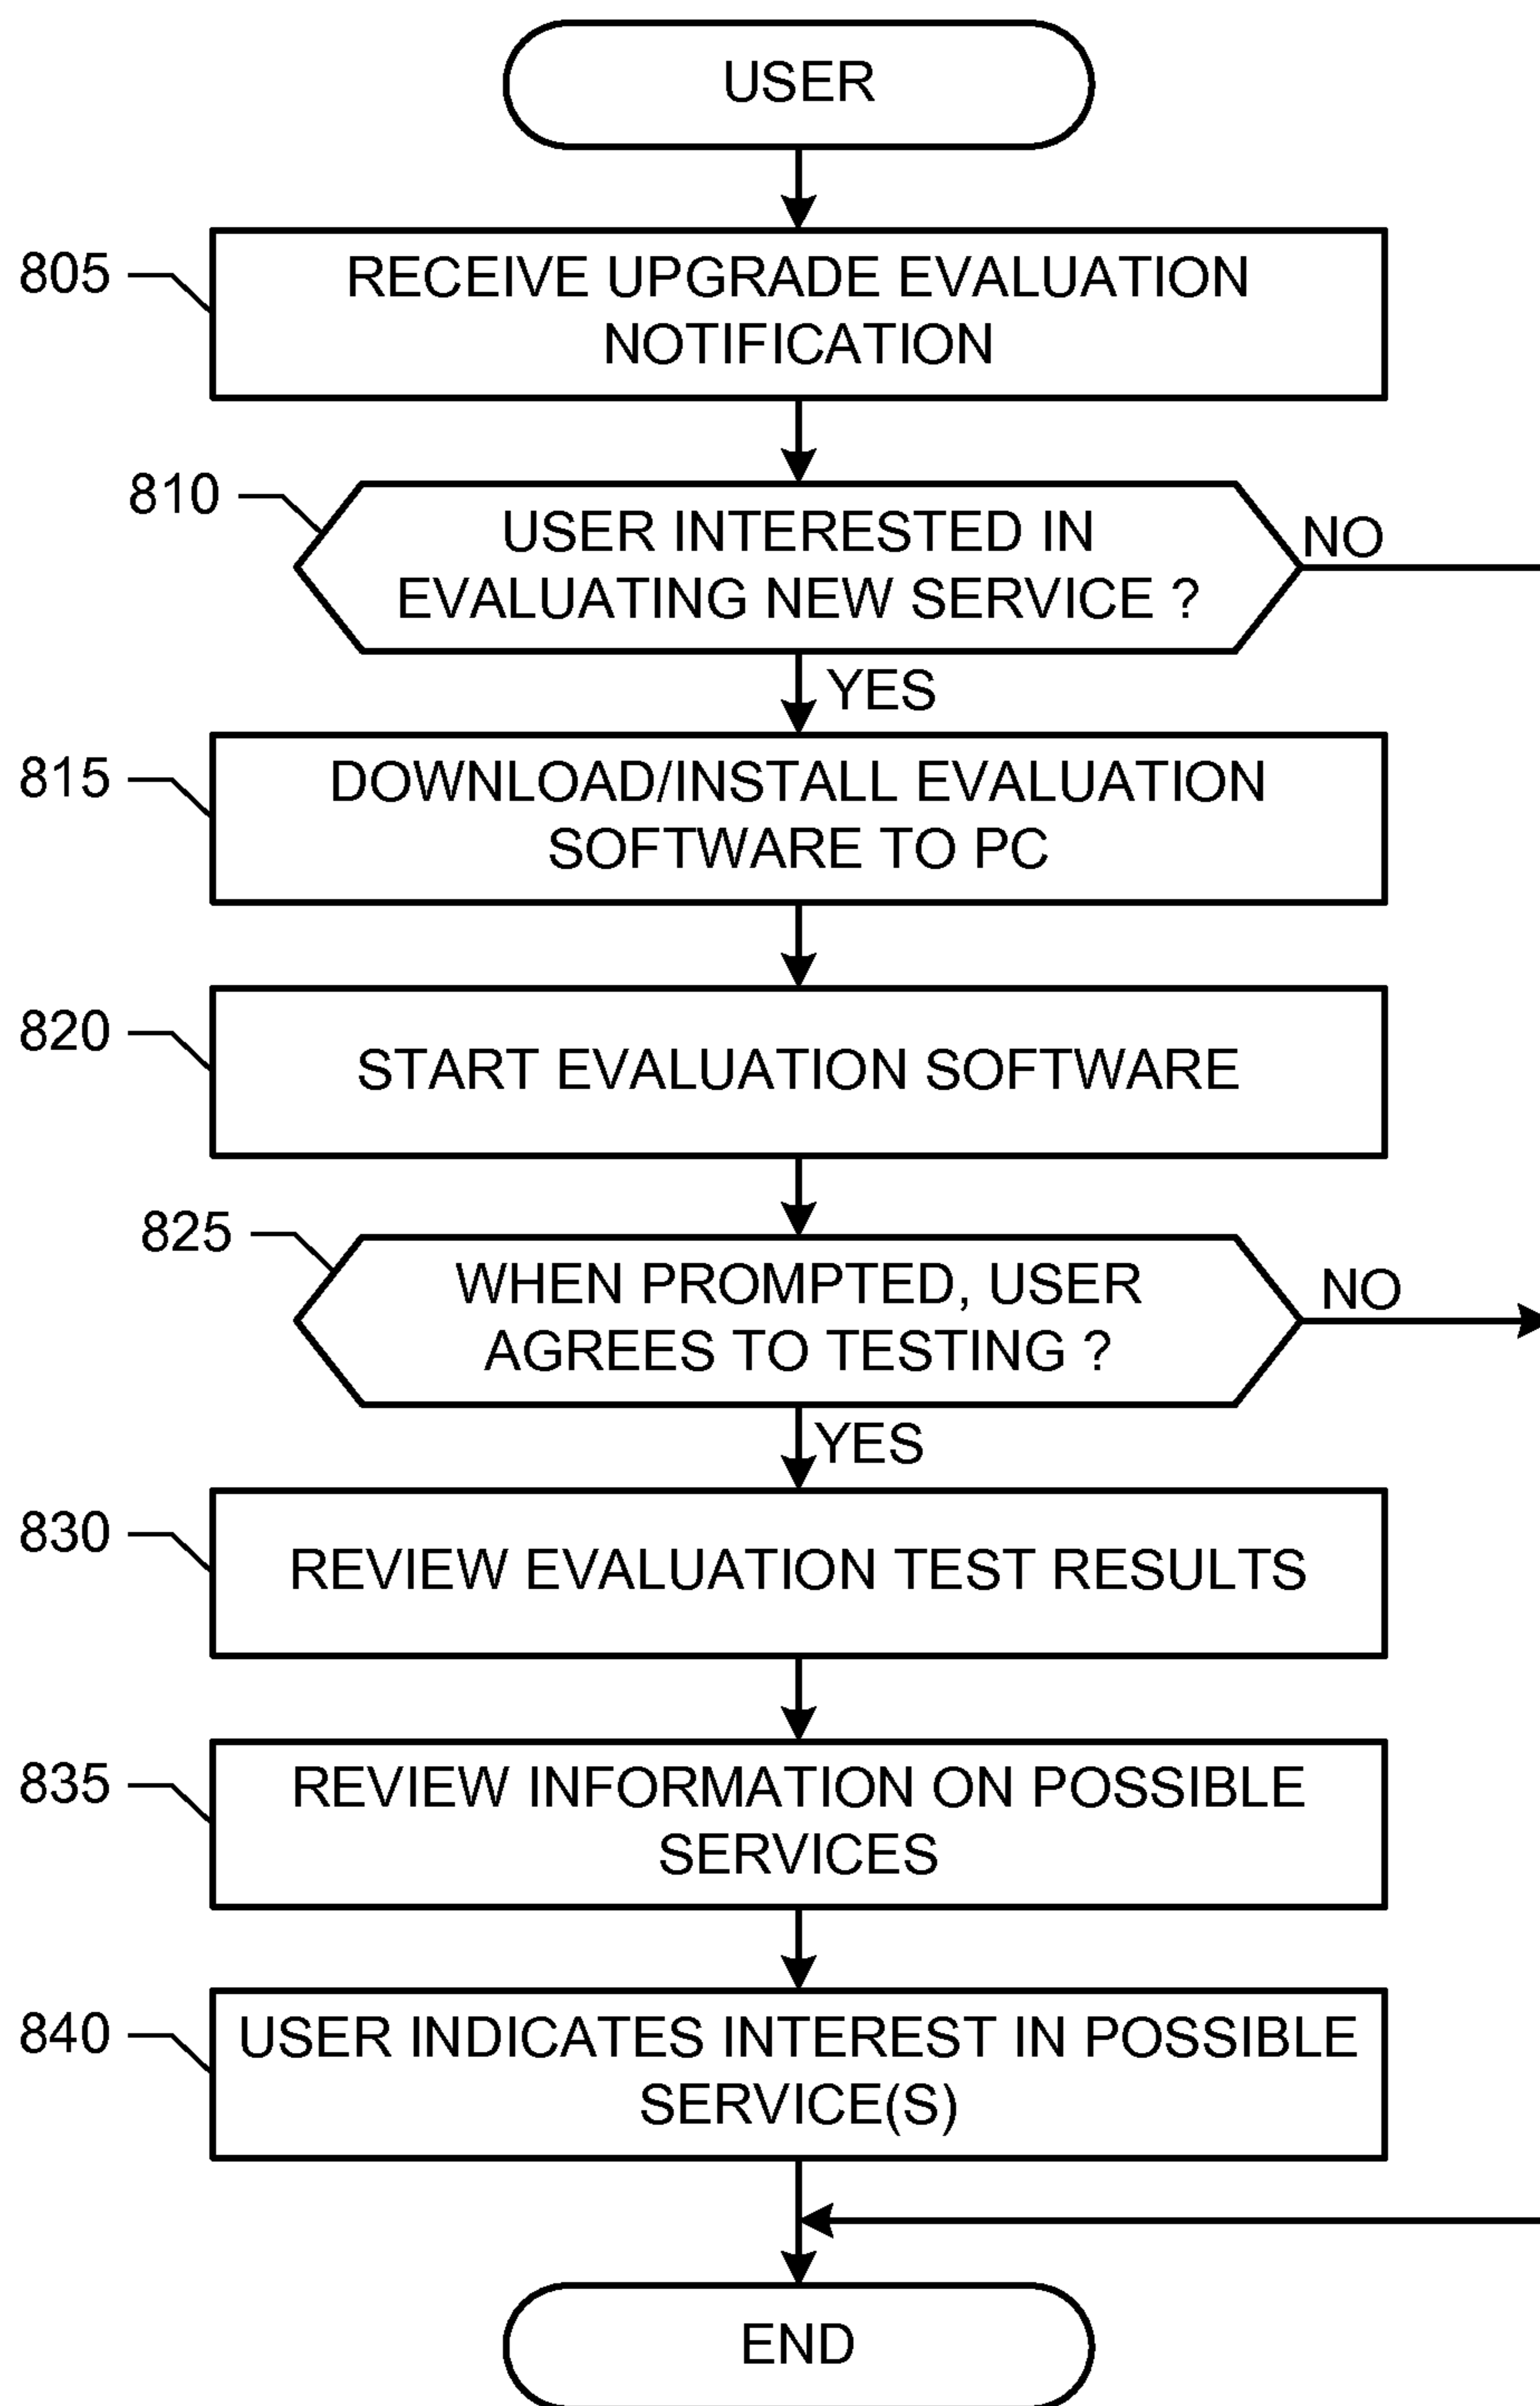 USER
805
RECEIVE UPGRADE EVALUATION
NOTIFICATION
810
USER INTERESTED IN
EVALUATING NEW SERVICE ?
NO
YES
815
DOWNLOAD/INSTALL EVALUATION
SOFTWARE TO PC
820
START EVALUATION SOFTWARE
825
WHEN PROMPTED, USER
AGREES TO TESTING ?
NO
YES
830
REVIEW EVALUATION TEST RESULTS
835
REVIEW INFORMATION ON POSSIBLE
SERVICES
840
USER INDICATES INTEREST IN POSSIBLE
SERVICE(S)
END